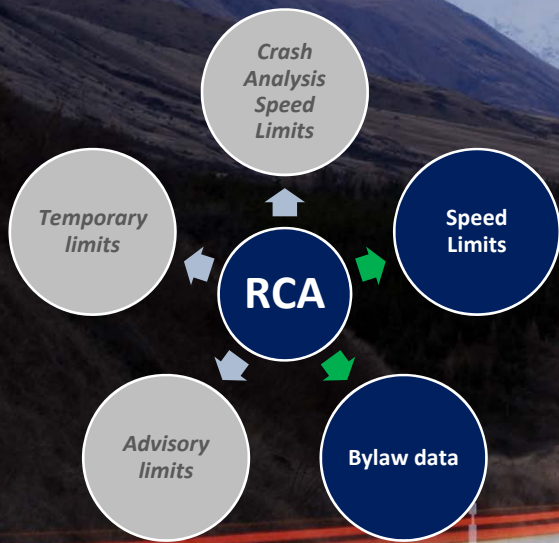 Crash
Analysis
Speed
Limits
Temporary
limits
Speed
Limits
RCA
Advisory
limits
Bylaw data